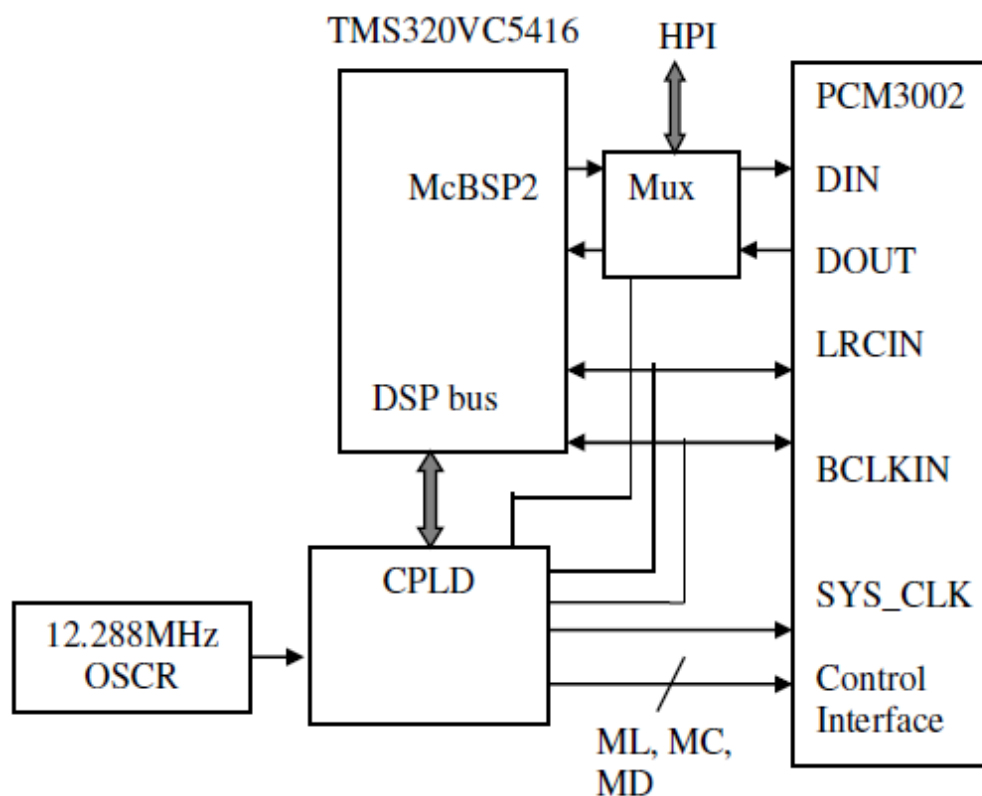 TMS320VC5416
HPI
PCM3002
McBSP2
Mux
DIN
DOUT
LRCIN
DSP bus
BCLKIN
CPLD
SYS_CLK
12.288MHz
OSCR
Control
Interface
ML, MC,
MD